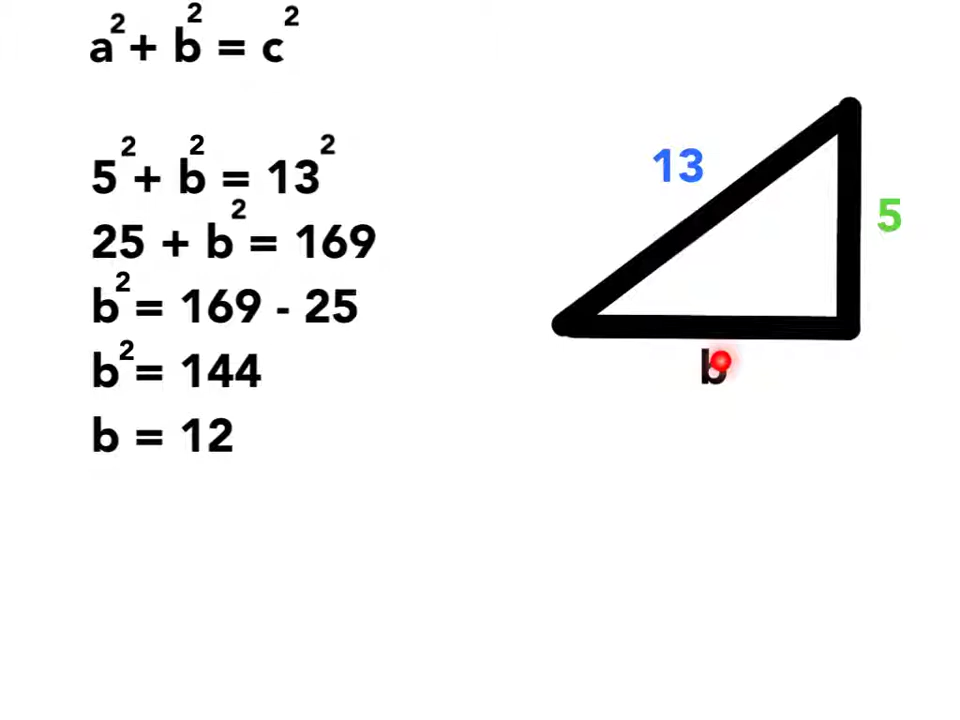 a² + b² = c²
5² + b² = 13²
25 + b² = 169
b² = 169 - 25
b² = 144
b = 12
13
5
b